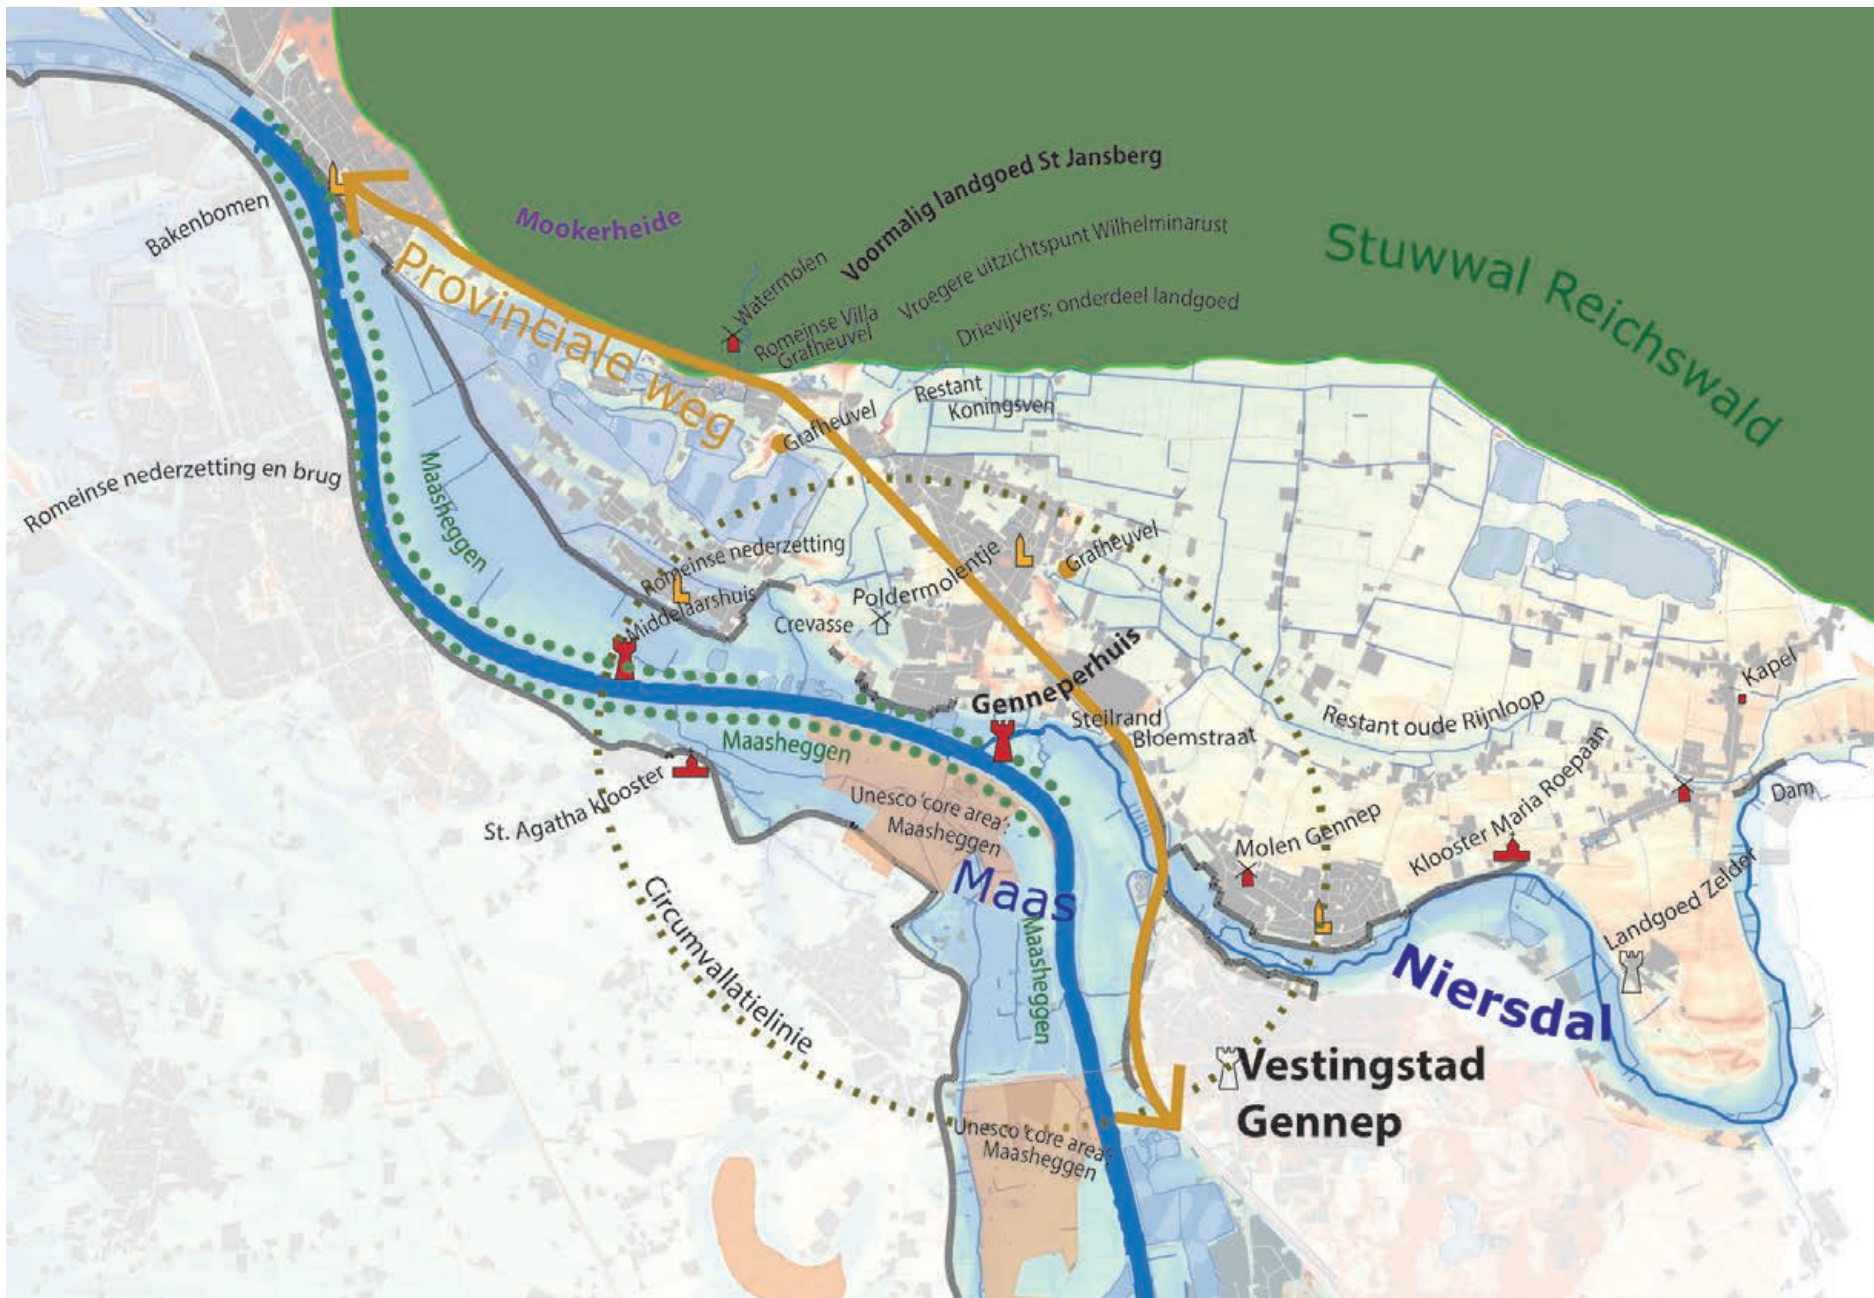 Bakenbomen
Mookerheide
Voormalig landgoed St Jansberg
Vroegere uitzichtspunt Wilhelminarust
Watermolen
Romeinse Villa
Grafheuvel
Drievijvers; onderdeel landgoed
Stuwwal Reichswald
Provinciale weg
Restant
Koningsven
Grafheuvel
Romeinse nederzetting en brug
Maasheggen
Romeinse nederzetting
Middelaarshuis
Poldermolentje
Grafheuvel
Crevasse
Genneperhuis
Steilrand
Bloemstraat
Restant oude Rijnloop
Kapel
Maasheggen
St. Agatha klooster
Unesco 'core area';
Maasheggen
Molen Gennep
Klooster Maria Roepaan
Dam
Maas
Maasheggen
Landgoed Zelder
Circumvallatielinie
Niersdal
Vestingstad
Gennep
Unesco 'core area';
Maasheggen